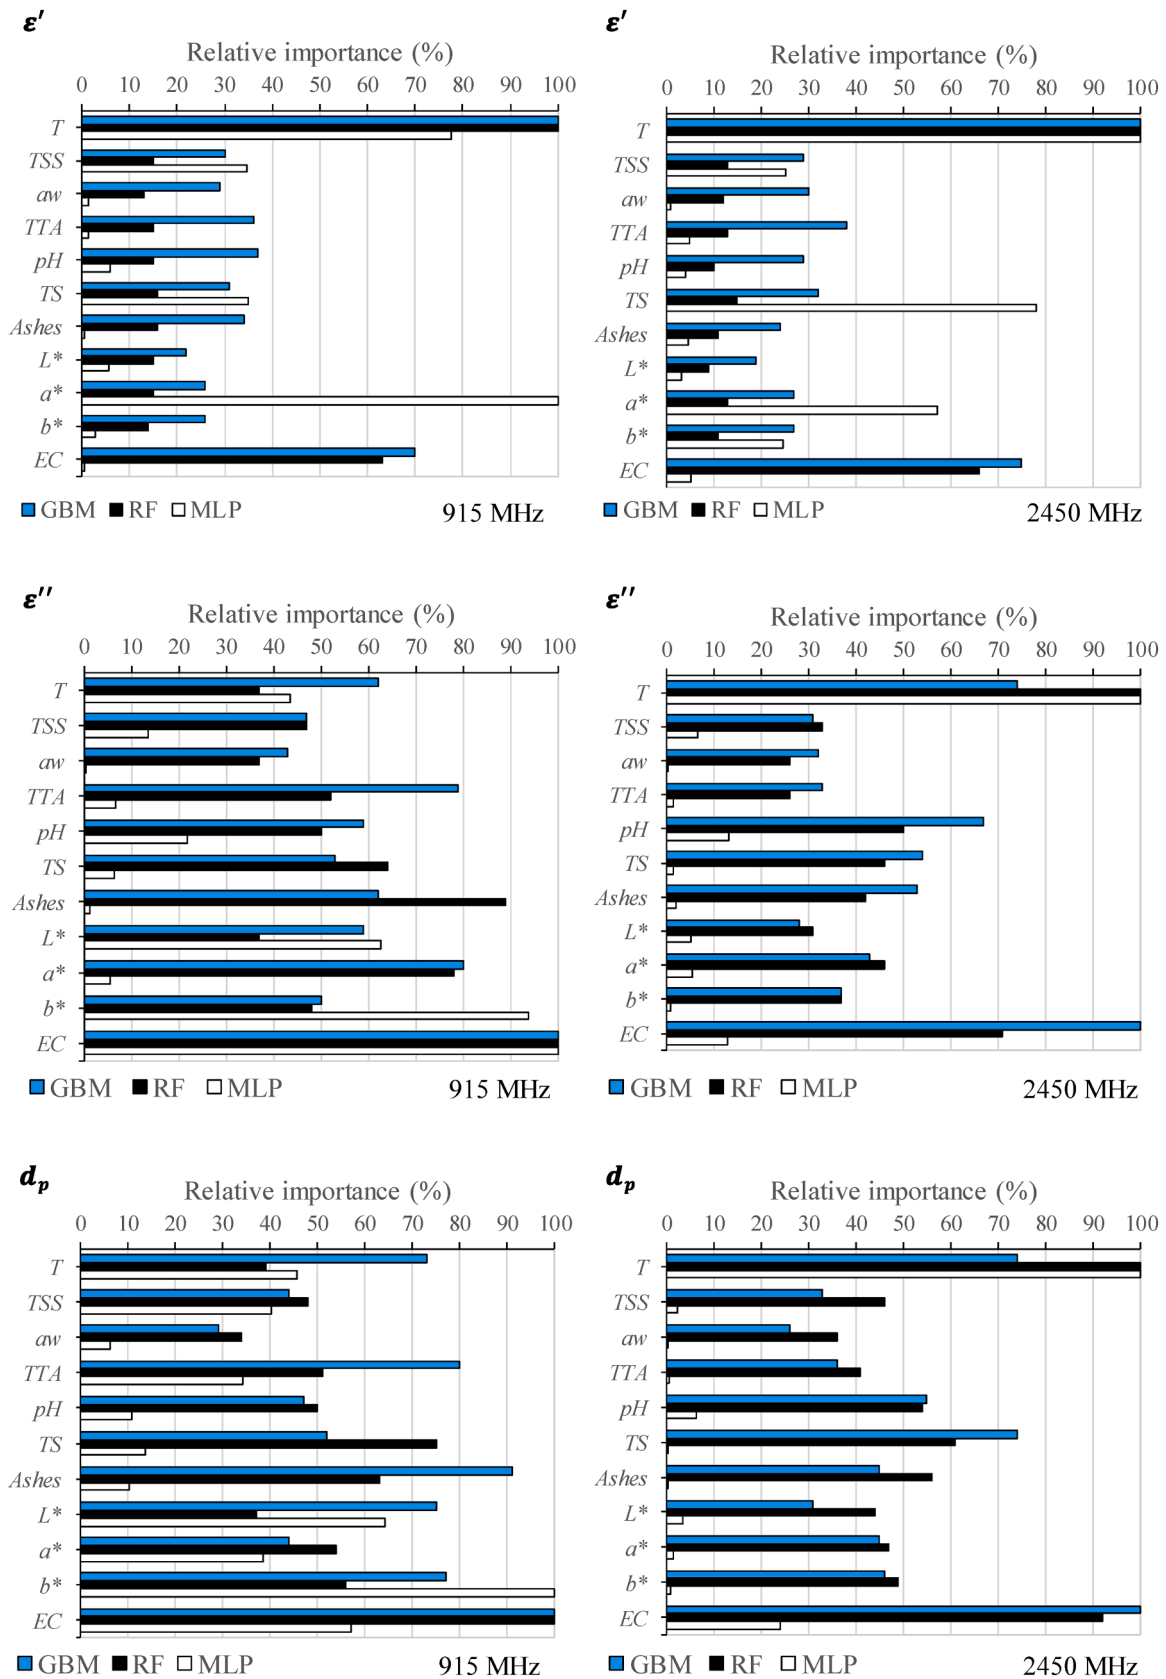 ε′
Relative importance (%)
0 10 20 30 40 50 60 70 80 90 100
T
TSS
aw
TTA
pH
TS
Ashes
L*
a*
b*
EC
GBM RF MLP
915 MHz
ε′
Relative importance (%)
0 10 20 30 40 50 60 70 80 90 100
T
TSS
aw
TTA
pH
TS
Ashes
L*
a*
b*
EC
GBM RF MLP
2450 MHz
ε′′
Relative importance (%)
0 10 20 30 40 50 60 70 80 90 100
T
TSS
aw
TTA
pH
TS
Ashes
L*
a*
b*
EC
GBM RF MLP
915 MHz
ε′′
Relative importance (%)
0 10 20 30 40 50 60 70 80 90 100
T
TSS
aw
TTA
pH
TS
Ashes
L*
a*
b*
EC
GBM RF MLP
2450 MHz
dₚ
Relative importance (%)
0 10 20 30 40 50 60 70 80 90 100
T
TSS
aw
TTA
pH
TS
Ashes
L*
a*
b*
EC
GBM RF MLP
915 MHz
dₚ
Relative importance (%)
0 10 20 30 40 50 60 70 80 90 100
T
TSS
aw
TTA
pH
TS
Ashes
L*
a*
b*
EC
GBM RF MLP
2450 MHz